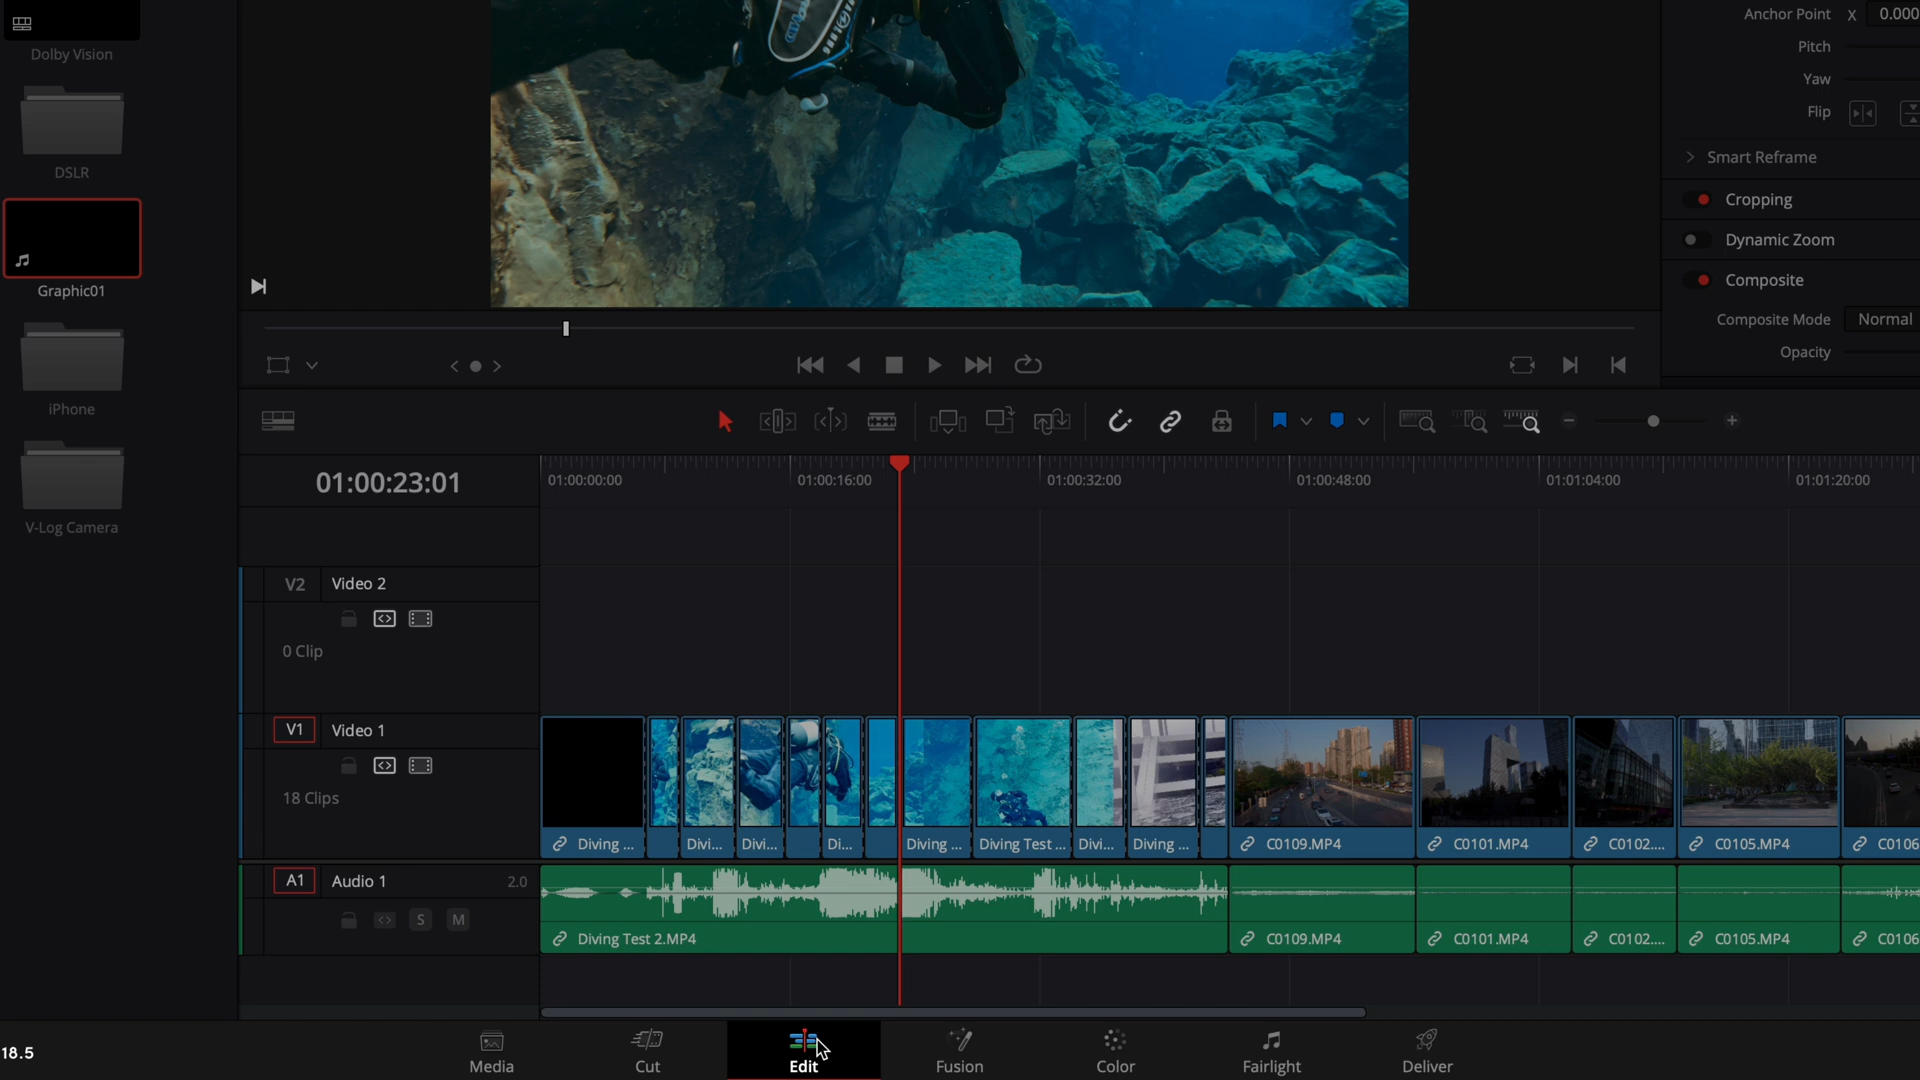 Dolby Vision
DSLR
Graphic01
iPhone
V-Log Camera
Anchor Point X 0.000
Pitch
Yaw
Flip
Smart Reframe
Cropping
Dynamic Zoom
Composite
Composite Mode Normal
Opacity
01:00:23:01
01:00:00:00 01:00:16:00 01:00:32:00 01:00:48:00 01:01:04:00 01:01:20:00
V2 Video 2
0 Clip
V1 Video 1
18 Clips
Diving ... Divi... Divi... Di... Diving ... Diving Test ... Divi... Diving ... C0109.MP4 C0101.MP4 C0102.... C0105.MP4 C0106
A1 Audio 1 2.0
S M
Diving Test 2.MP4 C0109.MP4 C0101.MP4 C0102.... C0105.MP4 C0106
18.5
Media Cut Edit Fusion Color Fairlight Deliver